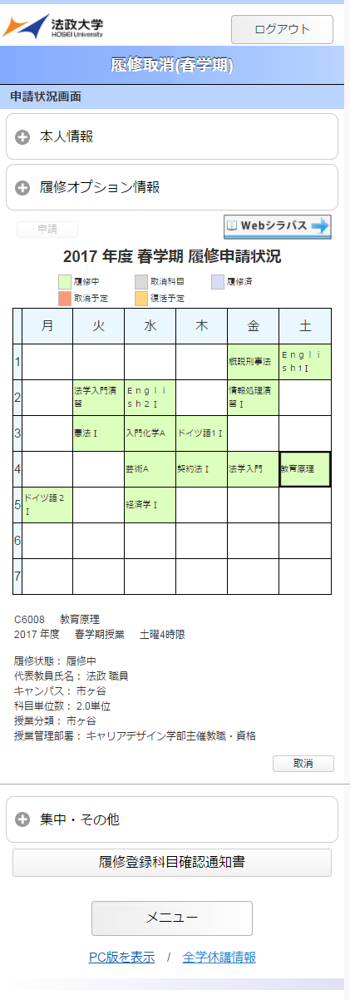 法政大学
HOSEI University
ログアウト
履修取消(春学期)
申請状況画面
本人情報
履修オプション情報
申請
Webシラバス
2017 年度 春学期 履修申請状況
履修中 取消科目 履修済
取消予定 復活予定
月 火 水 木 金 土
1 概説刑事法 Ｅｎｇｌｉ
ｓｈ１Ⅰ
2 法学入門演 Ｅｎｇｌｉ 情報処理演
習 ｓｈ２Ⅰ 習Ⅰ
3 憲法Ⅰ 入門化学A ドイツ語1Ⅰ
4 芸術A 契約法Ⅰ 法学入門 教育原理
5 ドイツ語２ 経済学Ⅰ
Ⅰ
6
7
C6008 教育原理
2017 年度 春学期授業 土曜4時限
履修状態： 履修中
代表教員氏名： 法政 職員
キャンパス： 市ヶ谷
科目単位数： 2.0単位
授業分類： 市ヶ谷
授業管理部署： キャリアデザイン学部主催教職・資格
取消
集中・その他
履修登録科目確認通知書
メニュー
PC版を表示 / 全学休講情報